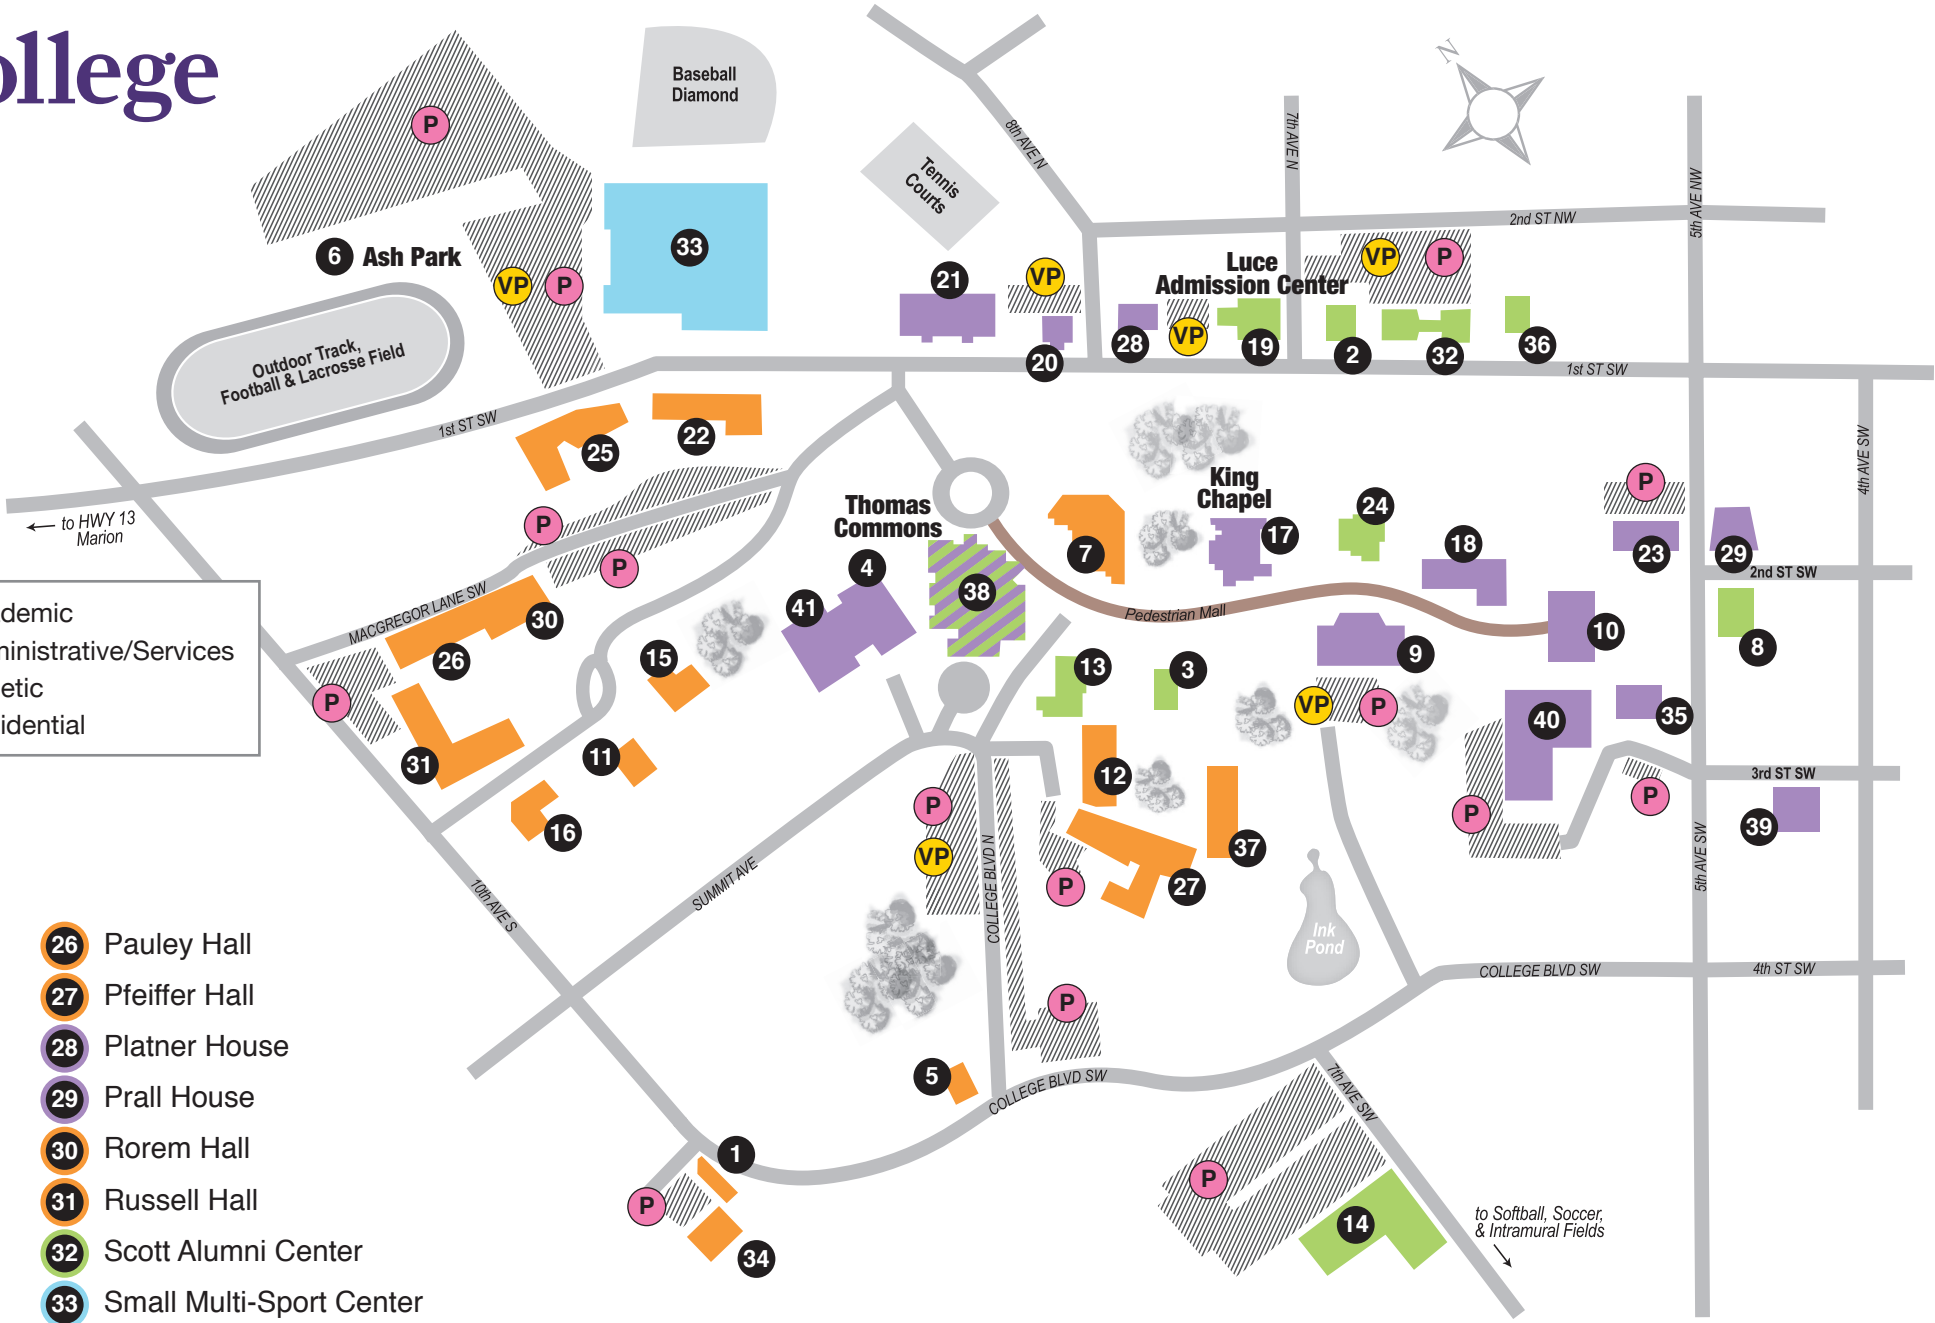 ollege
Baseball
Diamond
Tennis
Courts
8th AVE N
7th AVE N
N
5th AVE NW
2nd ST NW
P
6 Ash Park
VP
P
33
21
VP
20
28
VP
Luce
Admission Center
19
VP
P
2
32
36
1st ST SW
Outdoor Track,
Football & Lacrosse Field
1st ST SW
25
22
to HWY 13
Marion
P
P
MACGREGOR LANE SW
30
26
P
31
15
11
16
Thomas
Commons
4
41
38
7
King
Chapel
17
24
18
Pedestrian Mall
9
10
P
23
29
2nd ST SW
8
4th AVE SW
13
3
VP
P
40
35
P
P
3rd ST SW
39
5th AVE SW
12
37
27
P
P
VP
COLLEGE BLVD N
SUMMIT AVE
10th AVE S
Ink
Pond
COLLEGE BLVD SW
4th ST SW
P
5
COLLEGE BLVD SW
7th AVE SW
1
P
34
P
14
to Softball, Soccer,
& Intramural Fields
demic
ministrative/Services
etic
idential
26 Pauley Hall
27 Pfeiffer Hall
28 Platner House
29 Prall House
30 Rorem Hall
31 Russell Hall
32 Scott Alumni Center
33 Small Multi-Sport Center